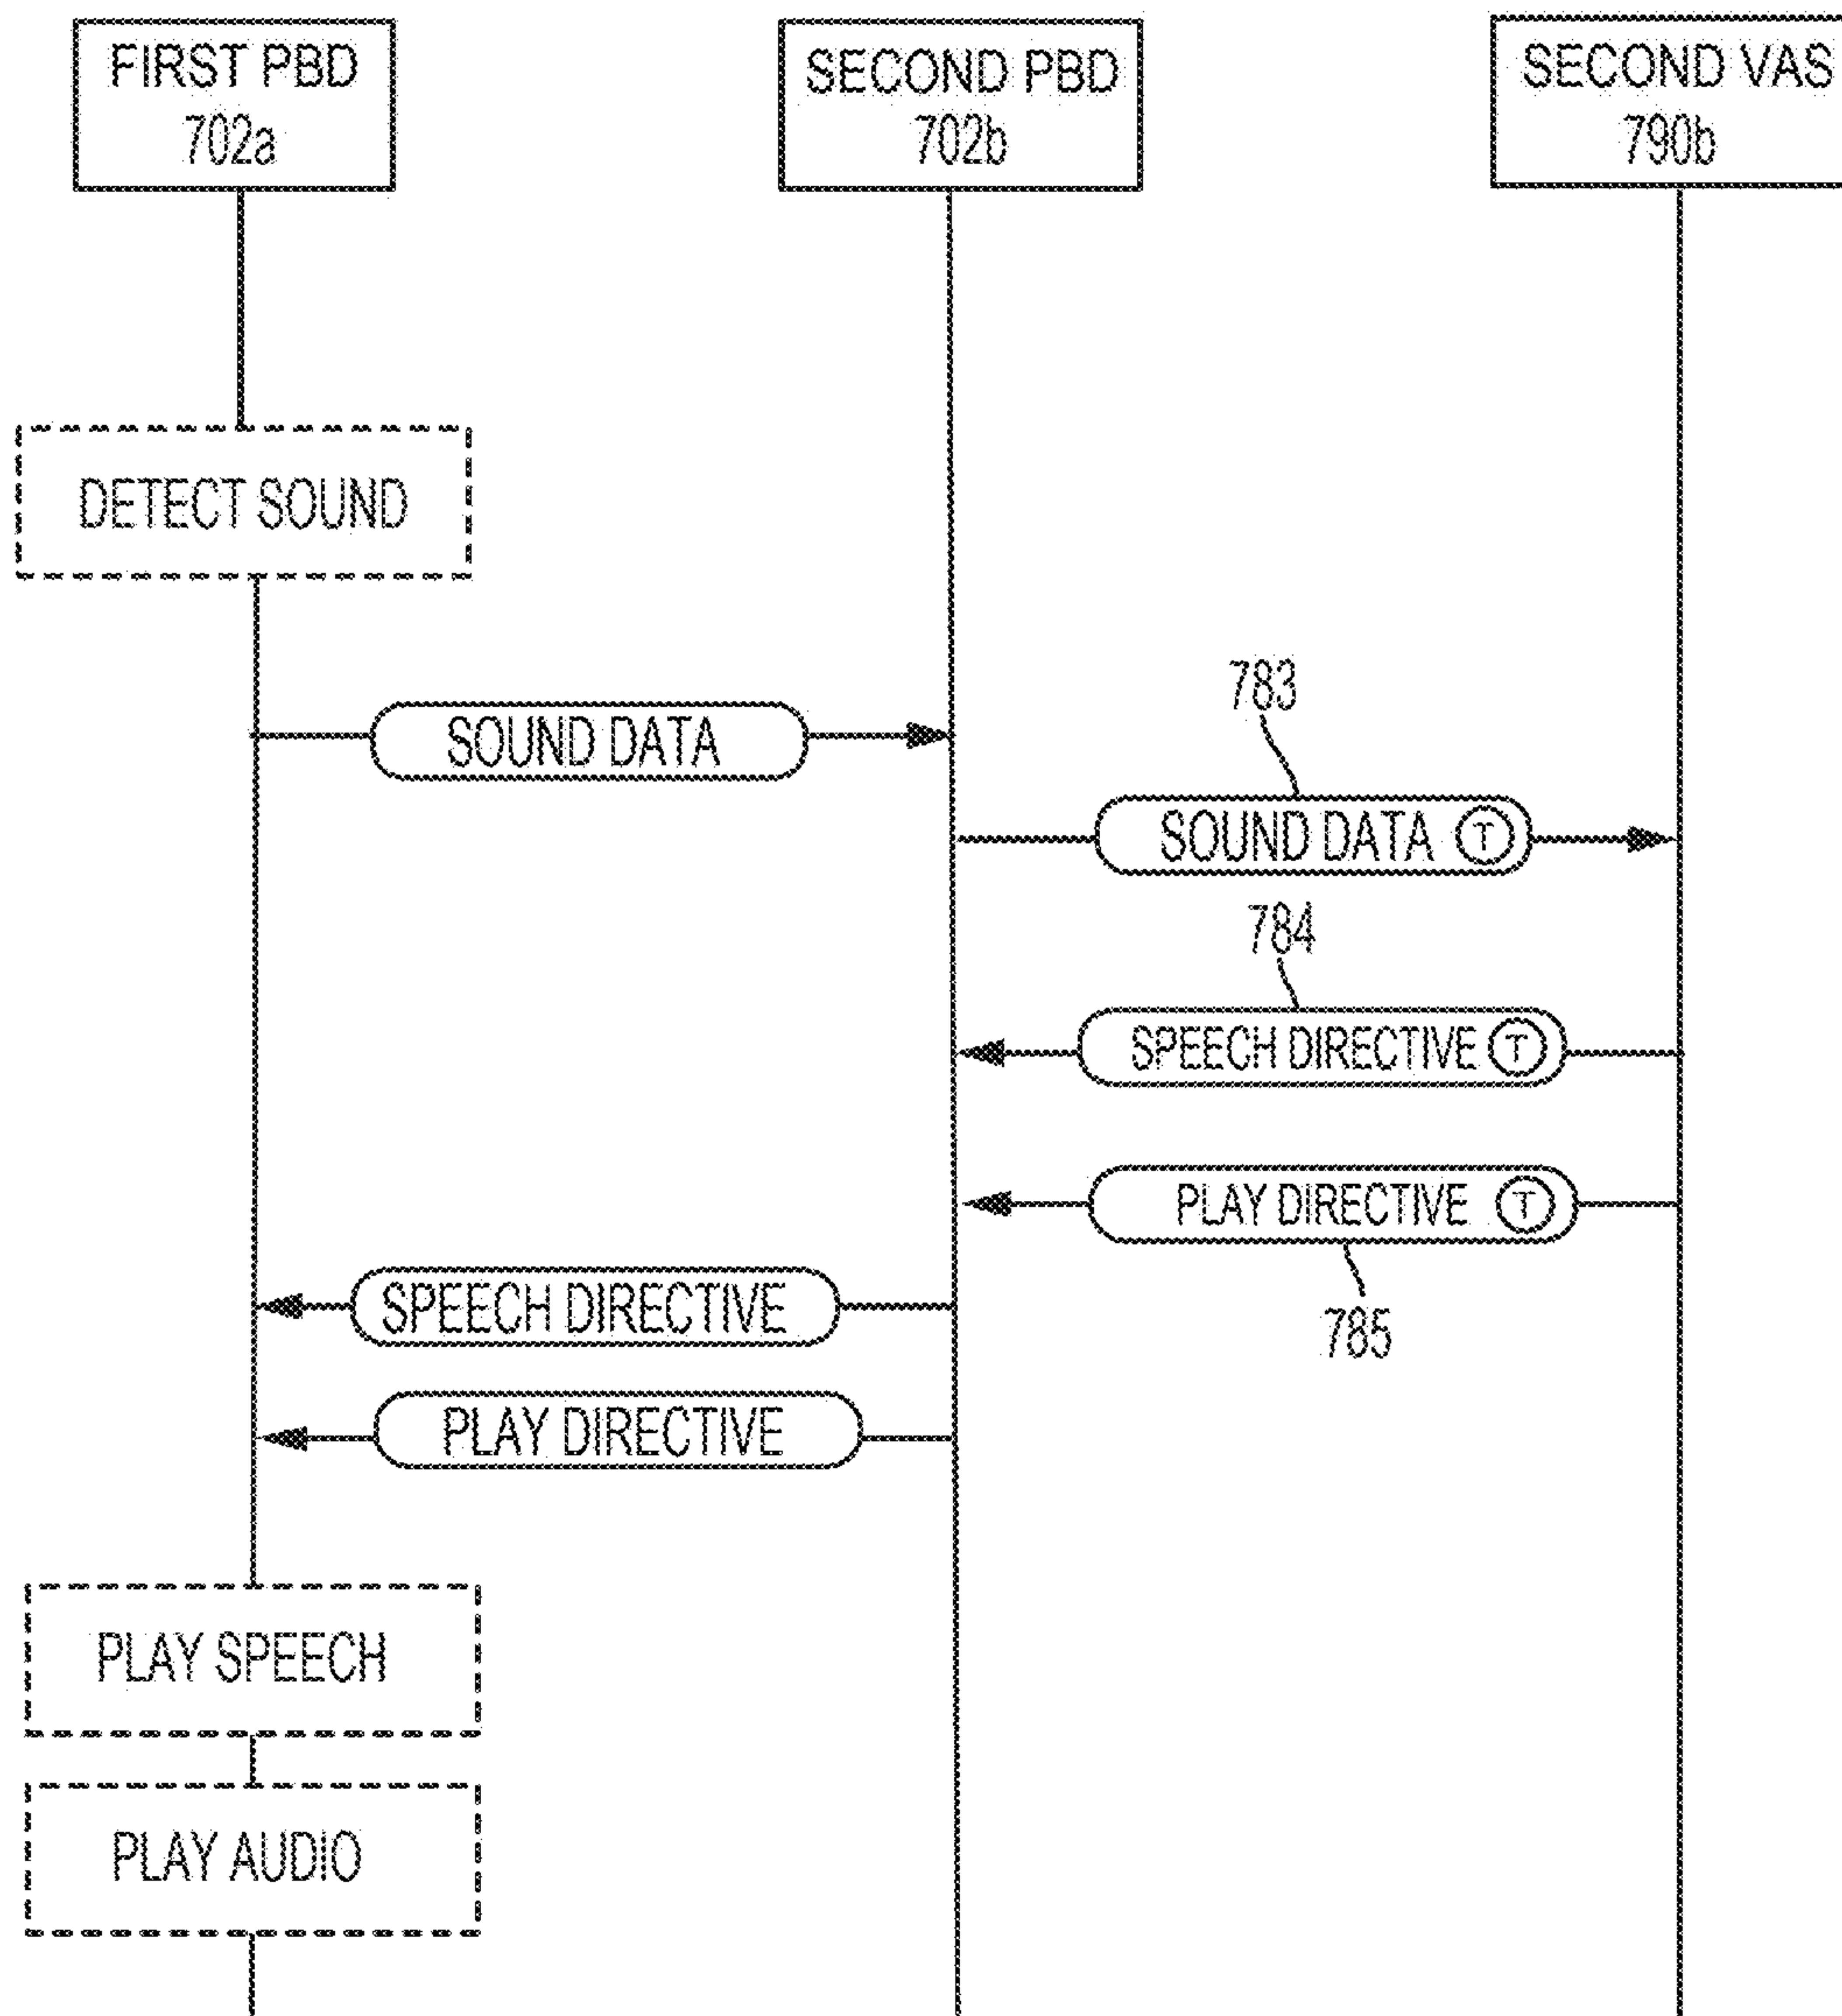 FIRST PBD
702a
SECOND PBD
702b
SECOND VAS
790b
DETECT SOUND
SOUND DATA
783
SOUND DATA T
784
SPEECH DIRECTIVE T
PLAY DIRECTIVE T
785
SPEECH DIRECTIVE
PLAY DIRECTIVE
PLAY SPEECH
PLAY AUDIO